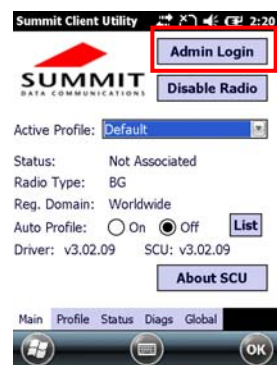 Summit Client Utility 2:20
Admin Login
SUMMIT
DATA COMMUNICATIONS
Disable Radio
Active Profile: Default
Status: Not Associated
Radio Type: BG
Reg. Domain: Worldwide
Auto Profile: On Off List
Driver: v3.02.09 SCU: v3.02.09
About SCU
Main Profile Status Diags Global
OK